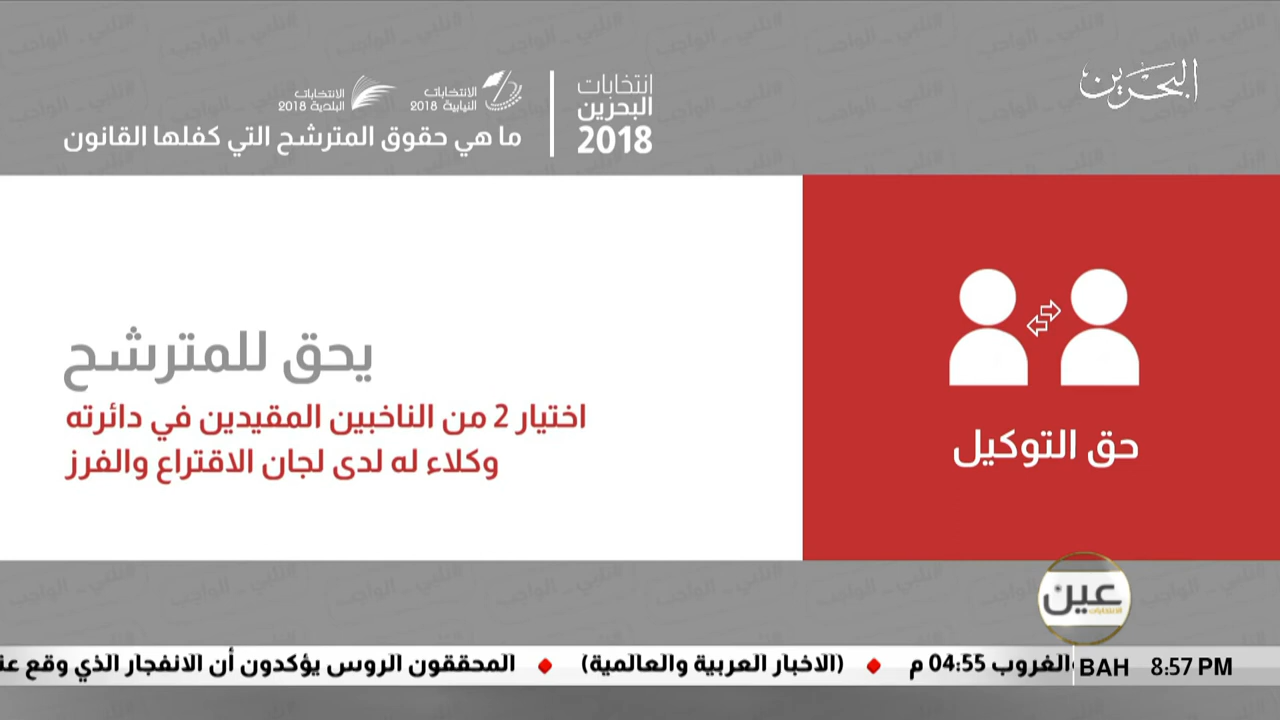 البحرين
انتخابات
البحرين
2018
الانتخابات
النيابية 2018
الانتخابات
البلدية 2018
ما هي حقوق المترشح التي كفلها القانون
حق التوكيل
يحق للمترشح
اختيار 2 من الناخبين المقيدين في دائرته
وكلاء له لدى لجان الاقتراع والفرز
عين
الانتخابات
BAH 8:57 PM
الغروب 04:55 م ♦ (الاخبار العربية والعالمية) ♦ المحققون الروس يؤكدون أن الانفجار الذي وقع